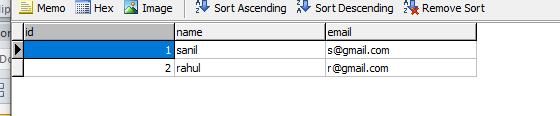 Memo Hex Image Sort Ascending Sort Descending Remove Sort
id name email
1 sanil s@gmail.com
2 rahul r@gmail.com